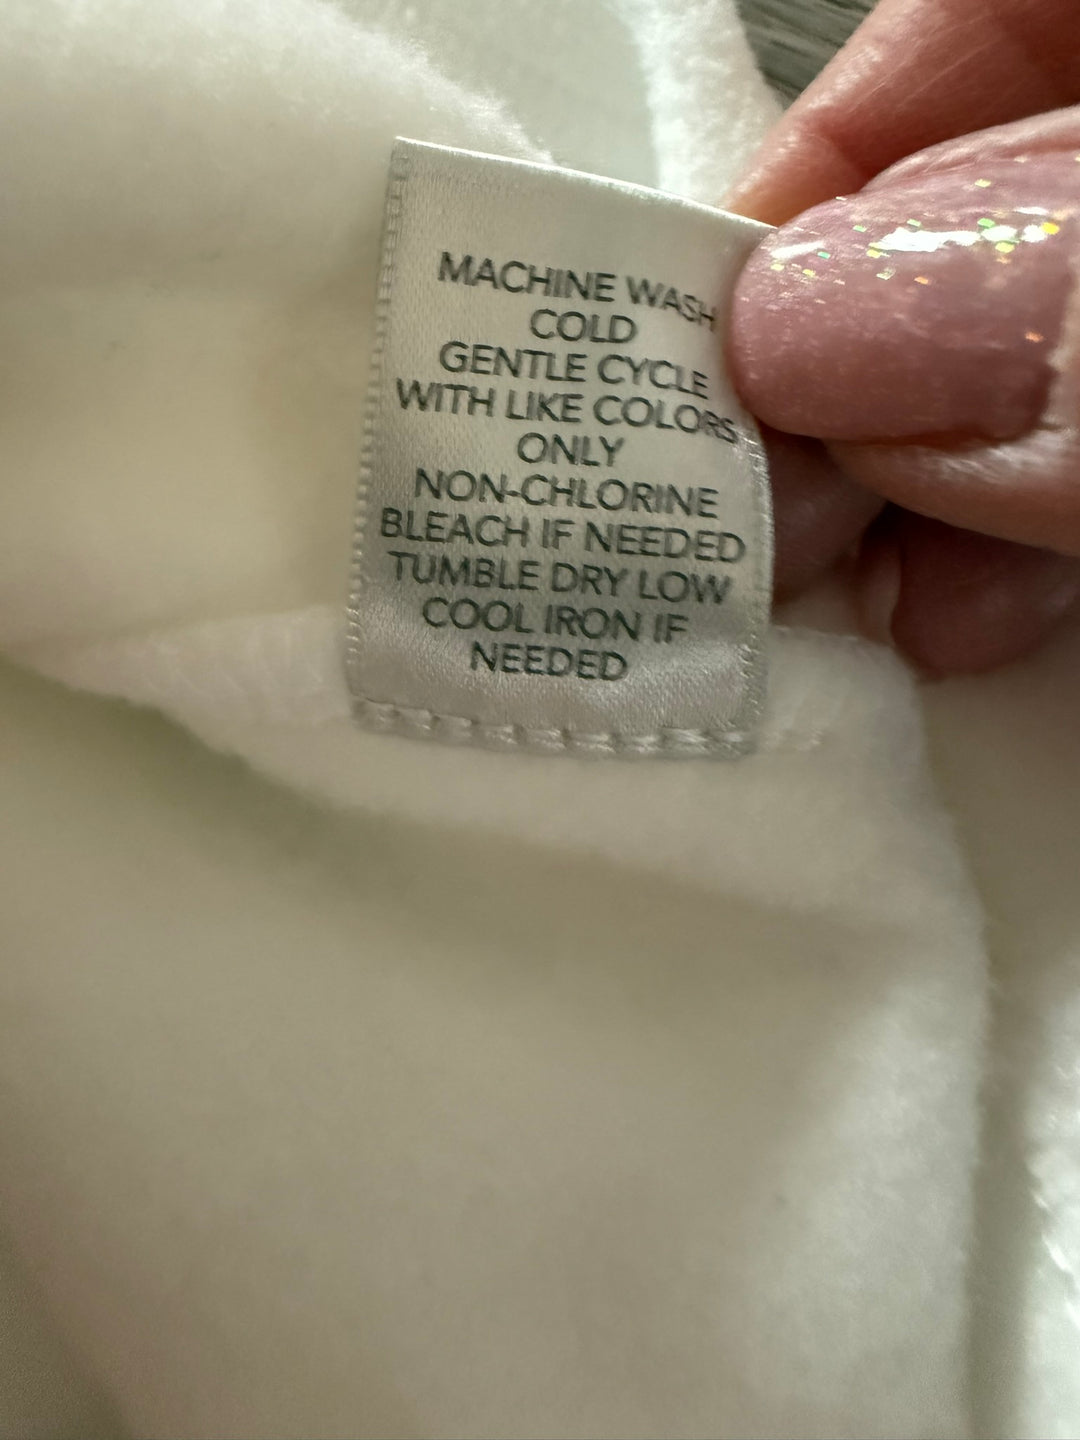 MACHINE WASH
COLD
GENTLE CYCLE
WITH LIKE COLORS
ONLY
NON-CHLORINE
BLEACH IF NEEDED
TUMBLE DRY LOW
COOL IRON IF
NEEDED